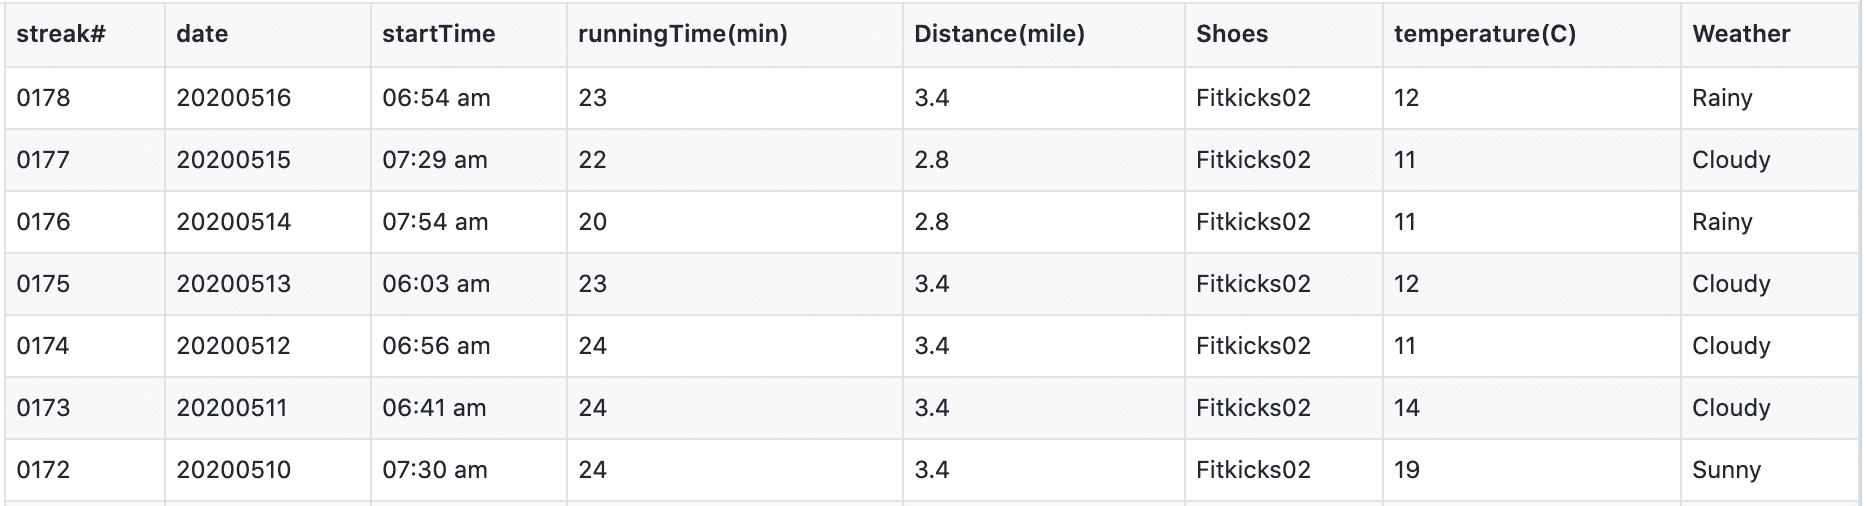 streak# date startTime runningTime(min) Distance(mile) Shoes temperature(C) Weather
0178 20200516 06:54 am 23 3.4 Fitkicks02 12 Rainy
0177 20200515 07:29 am 22 2.8 Fitkicks02 11 Cloudy
0176 20200514 07:54 am 20 2.8 Fitkicks02 11 Rainy
0175 20200513 06:03 am 23 3.4 Fitkicks02 12 Cloudy
0174 20200512 06:56 am 24 3.4 Fitkicks02 11 Cloudy
0173 20200511 06:41 am 24 3.4 Fitkicks02 14 Cloudy
0172 20200510 07:30 am 24 3.4 Fitkicks02 19 Sunny